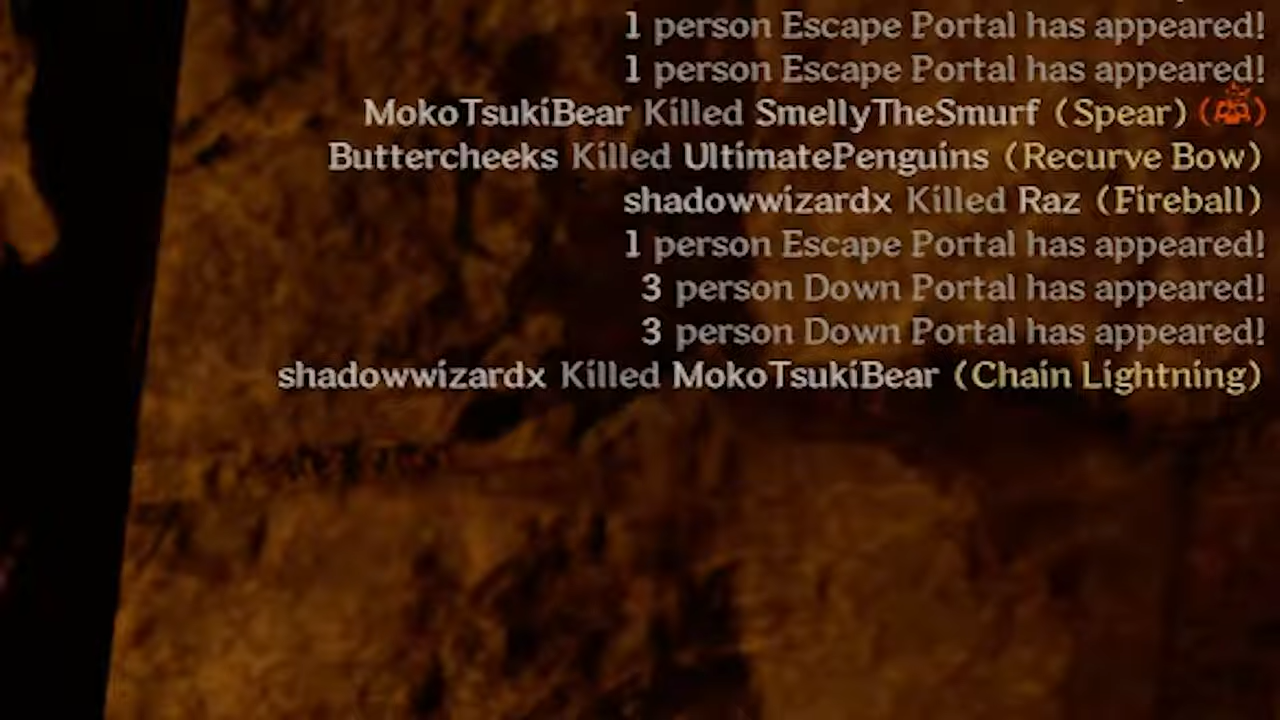 1 person Escape Portal has appeared!
1 person Escape Portal has appeared!
MokoTsukiBear Killed SmellyTheSmurf (Spear) ()
Buttercheeks Killed UltimatePenguins (Recurve Bow)
shadowwizardx Killed Raz (Fireball)
1 person Escape Portal has appeared!
3 person Down Portal has appeared!
3 person Down Portal has appeared!
shadowwizardx Killed MokoTsukiBear (Chain Lightning)